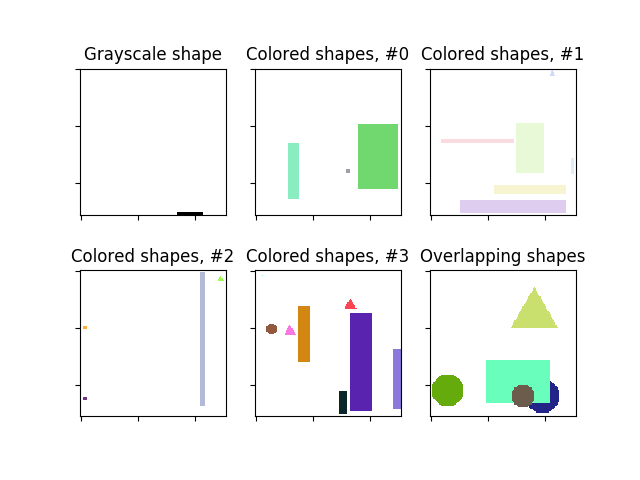 Grayscale shape
Colored shapes, #0
Colored shapes, #1
Colored shapes, #2
Colored shapes, #3
Overlapping shapes